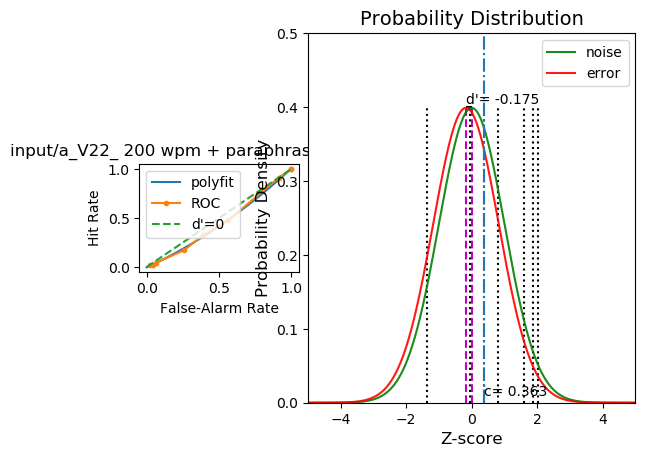 input/a_V22_ 200 wpm + paraphras
1.0
0.5
0.0
Hit Rate
polyfit
ROC
d'=0
0.0
0.5
1.0
False-Alarm Rate
Probability Distribution
0.5
0.4
0.3
0.2
0.1
0.0
Probability Density
noise
error
d'= -0.175
c= 0.363
−4
−2
0
2
4
Z-score